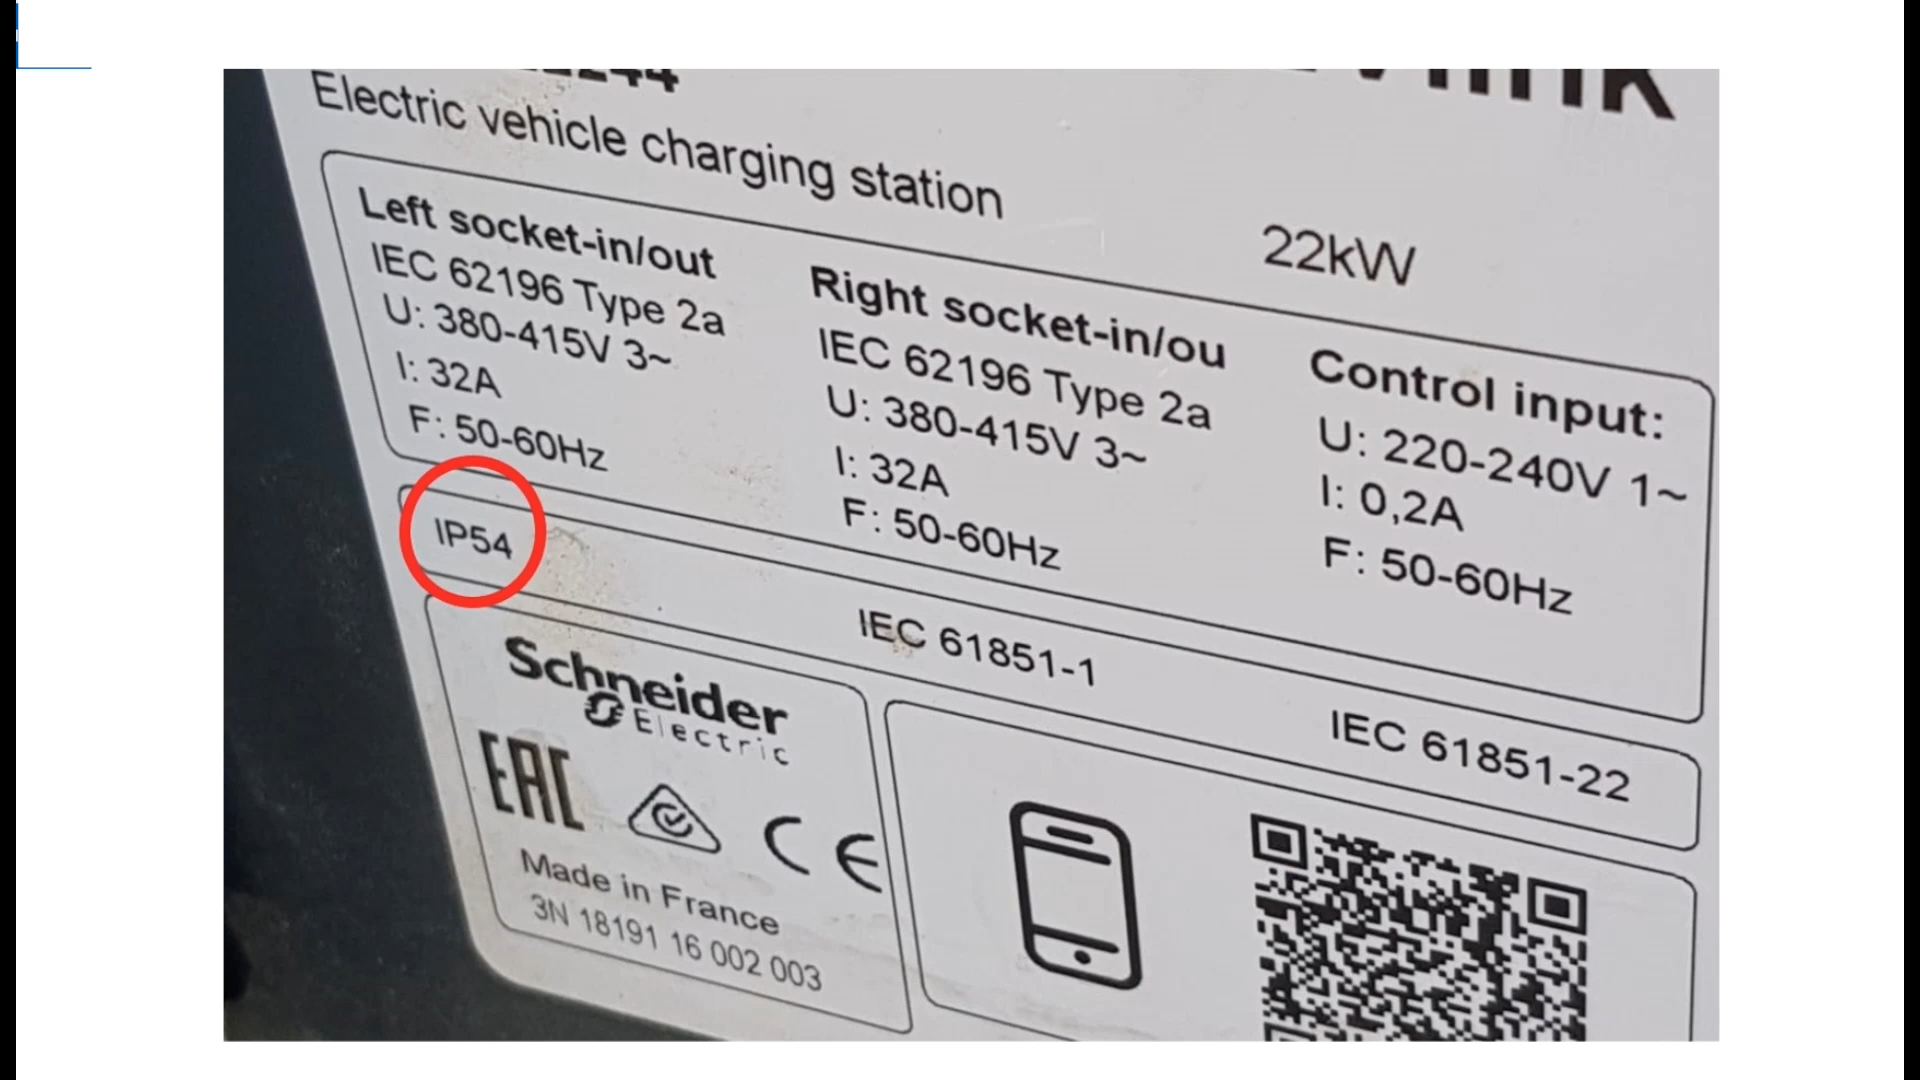 Electric vehicle charging station
22kW
Left socket-in/out
IEC 62196 Type 2a
U: 380-415V 3~
I: 32A
F: 50-60Hz
Right socket-in/ou
IEC 62196 Type 2a
U: 380-415V 3~
I: 32A
F: 50-60Hz
Control input:
U: 220-240V 1~
I: 0,2A
F: 50-60Hz
IP54
IEC 61851-1
IEC 61851-22
Schneider
Electric
EAC
CE
Made in France
3N 18191 16 002 003